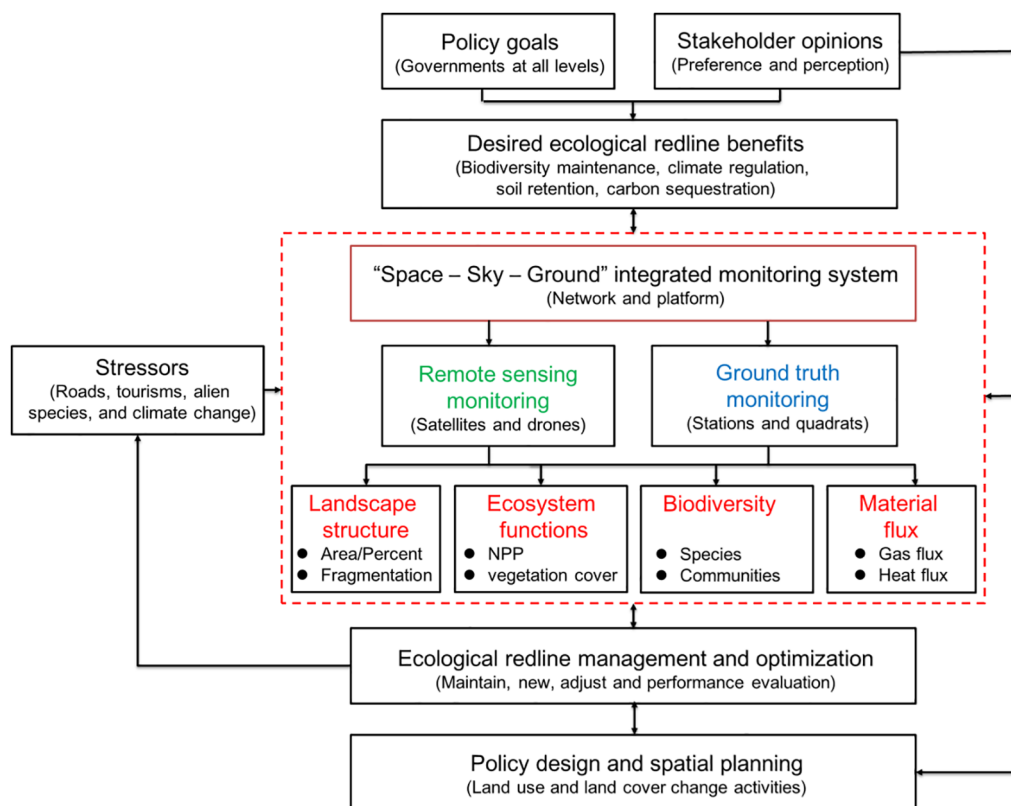 Policy goals
(Governments at all levels)
Stakeholder opinions
(Preference and perception)
Desired ecological redline benefits
(Biodiversity maintenance, climate regulation,
soil retention, carbon sequestration)
“Space – Sky – Ground” integrated monitoring system
(Network and platform)
Stressors
(Roads, tourisms, alien
species, and climate change)
Remote sensing
monitoring
(Satellites and drones)
Ground truth
monitoring
(Stations and quadrats)
Landscape
structure
● Area/Percent
● Fragmentation
Ecosystem
functions
● NPP
● vegetation cover
Biodiversity
● Species
● Communities
Material
flux
● Gas flux
● Heat flux
Ecological redline management and optimization
(Maintain, new, adjust and performance evaluation)
Policy design and spatial planning
(Land use and land cover change activities)